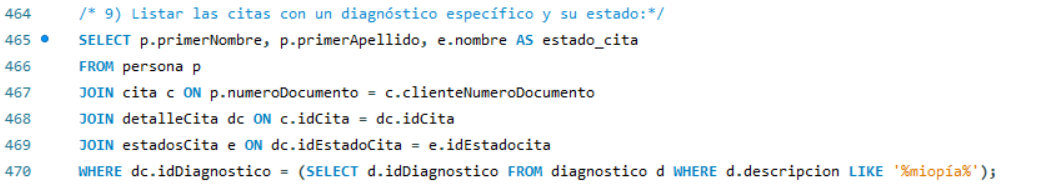 464 /* 9) Listar las citas con un diagnóstico específico y su estado:*/
465 SELECT p.primerNombre, p.primerApellido, e.nombre AS estado_cita
466 FROM persona p
467 JOIN cita c ON p.numeroDocumento = c.clienteNumeroDocumento
468 JOIN detalleCita dc ON c.idCita = dc.idCita
469 JOIN estadosCita e ON dc.idEstadoCita = e.idEstadocita
470 WHERE dc.idDiagnostico = (SELECT d.idDiagnostico FROM diagnostico d WHERE d.descripcion LIKE '%miopía%');